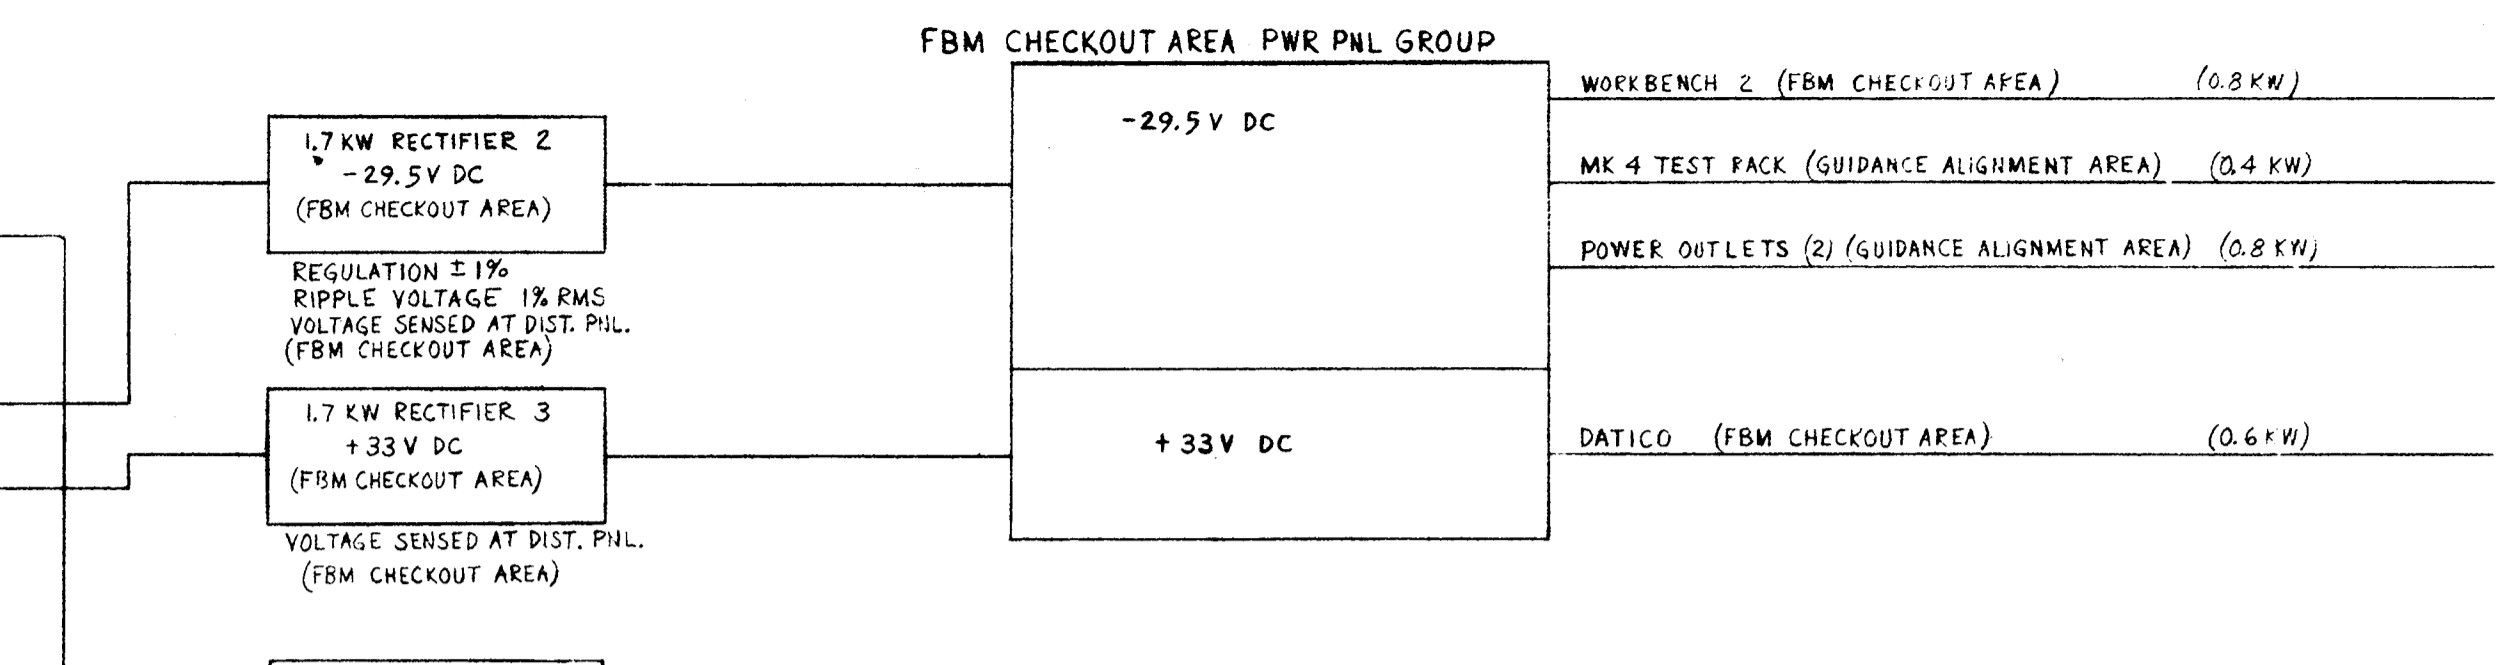 FBM CHECKOUT AREA PWR PNL GROUP
1.7 KW RECTIFIER 2
-29.5V DC
(FBM CHECKOUT AREA)
REGULATION ± 1%
RIPPLE VOLTAGE 1% RMS
VOLTAGE SENSED AT DIST. PNL.
(FBM CHECKOUT AREA)
-29.5V DC
WORKBENCH 2 (FBM CHECKOUT AREA) (0.8 KW)
MK 4 TEST RACK (GUIDANCE ALIGNMENT AREA) (0.4 KW)
POWER OUTLETS (2) (GUIDANCE ALIGNMENT AREA) (0.8 KW)
1.7 KW RECTIFIER 3
+33V DC
(FBM CHECKOUT AREA)
VOLTAGE SENSED AT DIST. PNL.
(FBM CHECKOUT AREA)
+33V DC
DATICO (FBM CHECKOUT AREA) (0.6 KW)